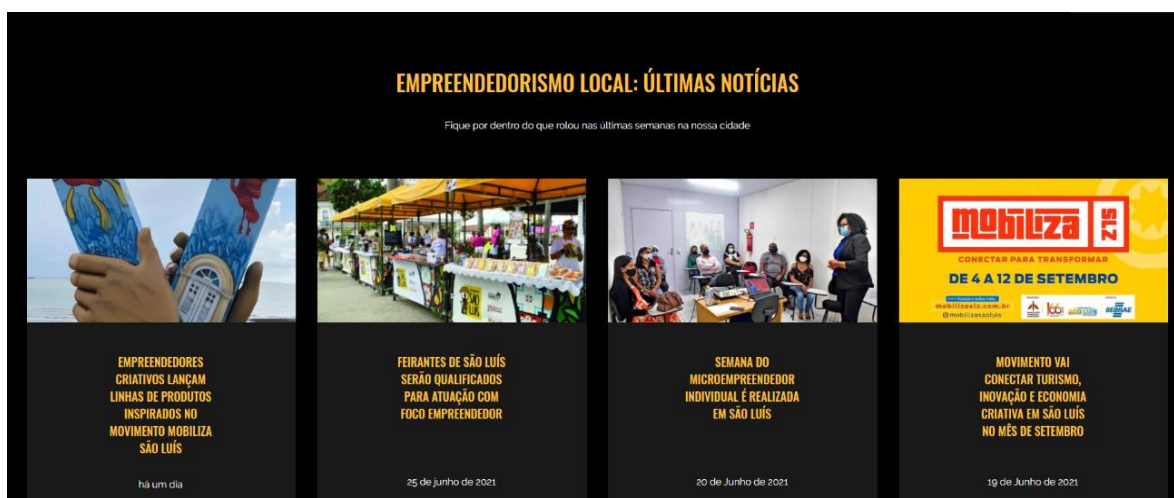 EMPREENDEDORISMO LOCAL: ÚLTIMAS NOTÍCIAS
Fique por dentro do que rolou nas últimas semanas na nossa cidade
mobiliza
ZIS
CONECTAR PARA TRANSFORMAR
DE 4 A 12 DE SETEMBRO
@mobilizasaoluis
SEBRAE
EMPREENDEDORES
CRIATIVOS LANÇAM
LINHAS DE PRODUTOS
INSPIRADOS NO
MOVIMENTO MOBILIZA
SÃO LUÍS
há um dia
FEIRANTES DE SÃO LUÍS
SERÃO QUALIFICADOS
PARA ATUAÇÃO COM
FOCO EMPREENDEDOR
25 de junho de 2021
SEMANA DO
MICROEMPREENDEDOR
INDIVIDUAL É REALIZADA
EM SÃO LUÍS
20 de Junho de 2021
MOVIMENTO VAI
CONECTAR TURISMO,
INOVAÇÃO E ECONOMIA
CRIATIVA EM SÃO LUÍS
NO MÊS DE SETEMBRO
19 de Junho de 2021